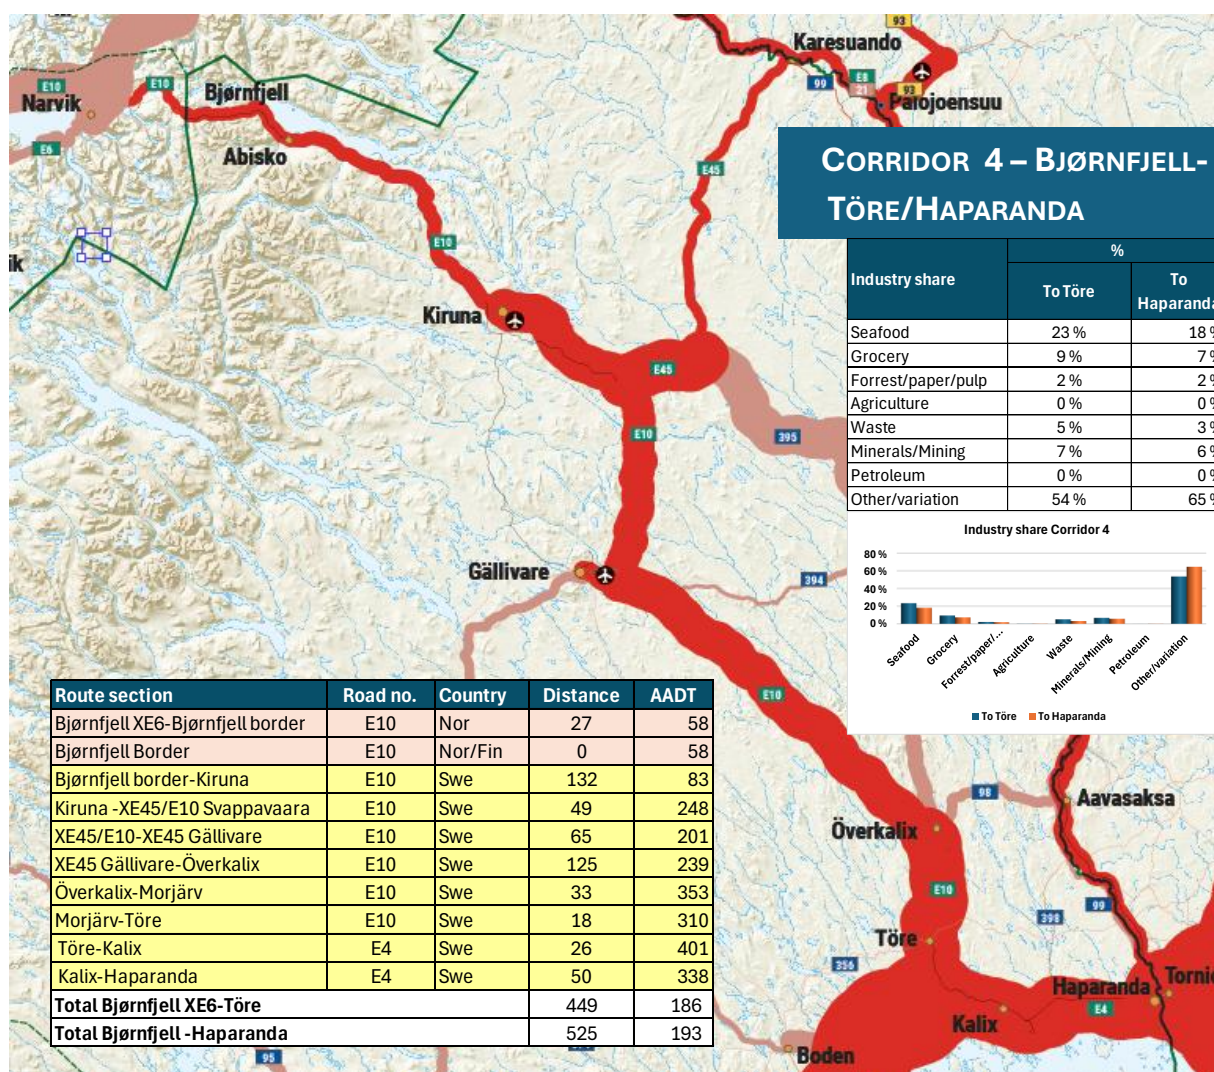 93
Karesuando
E10
E10
Narvik
Bjørnfjell
99
E8
21
93
Palojoensuu
E6
Abisko
E45
CORRIDOR 4 – BJØRNFJELL-
TÖRE/HAPARANDA
E10
ik
Industry share
%
To Töre
To
Haparanda
Seafood 23 % 18 %
Grocery 9 % 7 %
Forrest/paper/pulp 2 % 2 %
Agriculture 0 % 0 %
Waste 5 % 3 %
Minerals/Mining 7 % 6 %
Petroleum 0 % 0 %
Other/variation 54 % 65 %
Kiruna
E45
E10
395
Industry share Corridor 4
80 %
60 %
40 %
20 %
0 %
Seafood
Grocery
Forrest/paper/...
Agriculture
Waste
Minerals/Mining
Petroleum
Other/variation
To Töre To Haparanda
Gällivare
394
E10
Route section Road no. Country Distance AADT
Bjørnfjell XE6-Bjørnfjell border E10 Nor 27 58
Bjørnfjell Border E10 Nor/Fin 0 58
Bjørnfjell border-Kiruna E10 Swe 132 83
Kiruna -XE45/E10 Svappavaara E10 Swe 49 248
XE45/E10-XE45 Gällivare E10 Swe 65 201
XE45 Gällivare-Överkalix E10 Swe 125 239
Överkalix-Morjärv E10 Swe 33 353
Morjärv-Töre E10 Swe 18 310
Töre-Kalix E4 Swe 26 401
Kalix-Haparanda E4 Swe 50 338
Total Bjørnfjell XE6-Töre 449 186
Total Bjørnfjell -Haparanda 525 193
98
Aavasaksa
Överkalix
E10
99
398
Töre
356
Haparanda
Tornio
E4
Kalix
Boden
95